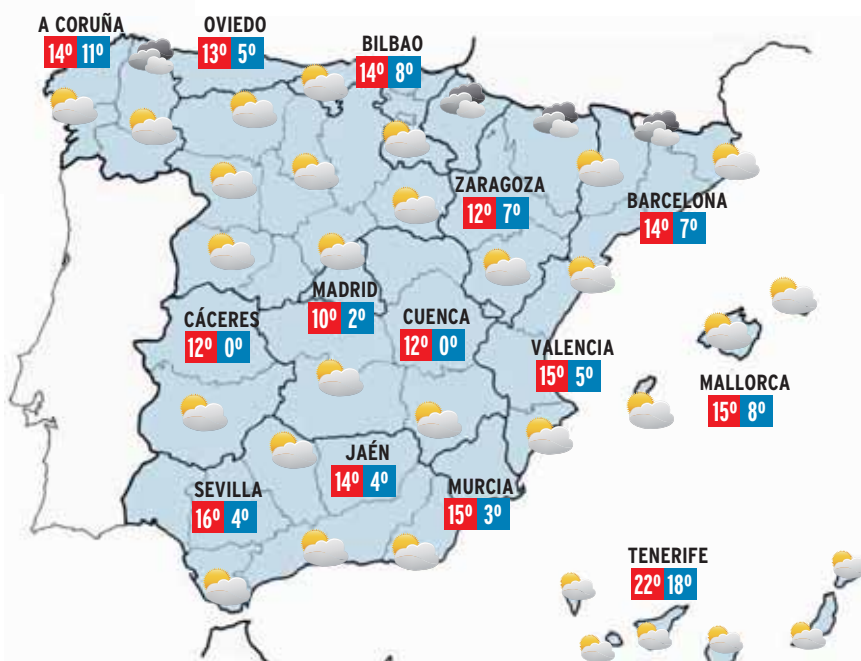 A CORUÑA
14º 11º
OVIEDO
13º 5º
BILBAO
14º 8º
ZARAGOZA
12º 7º
BARCELONA
14º 7º
MADRID
10º 2º
CÁCERES
12º 0º
CUENCA
12º 0º
VALENCIA
15º 5º
MALLORCA
15º 8º
JAÉN
14º 4º
SEVILLA
16º 4º
MURCIA
15º 3º
TENERIFE
22º 18º